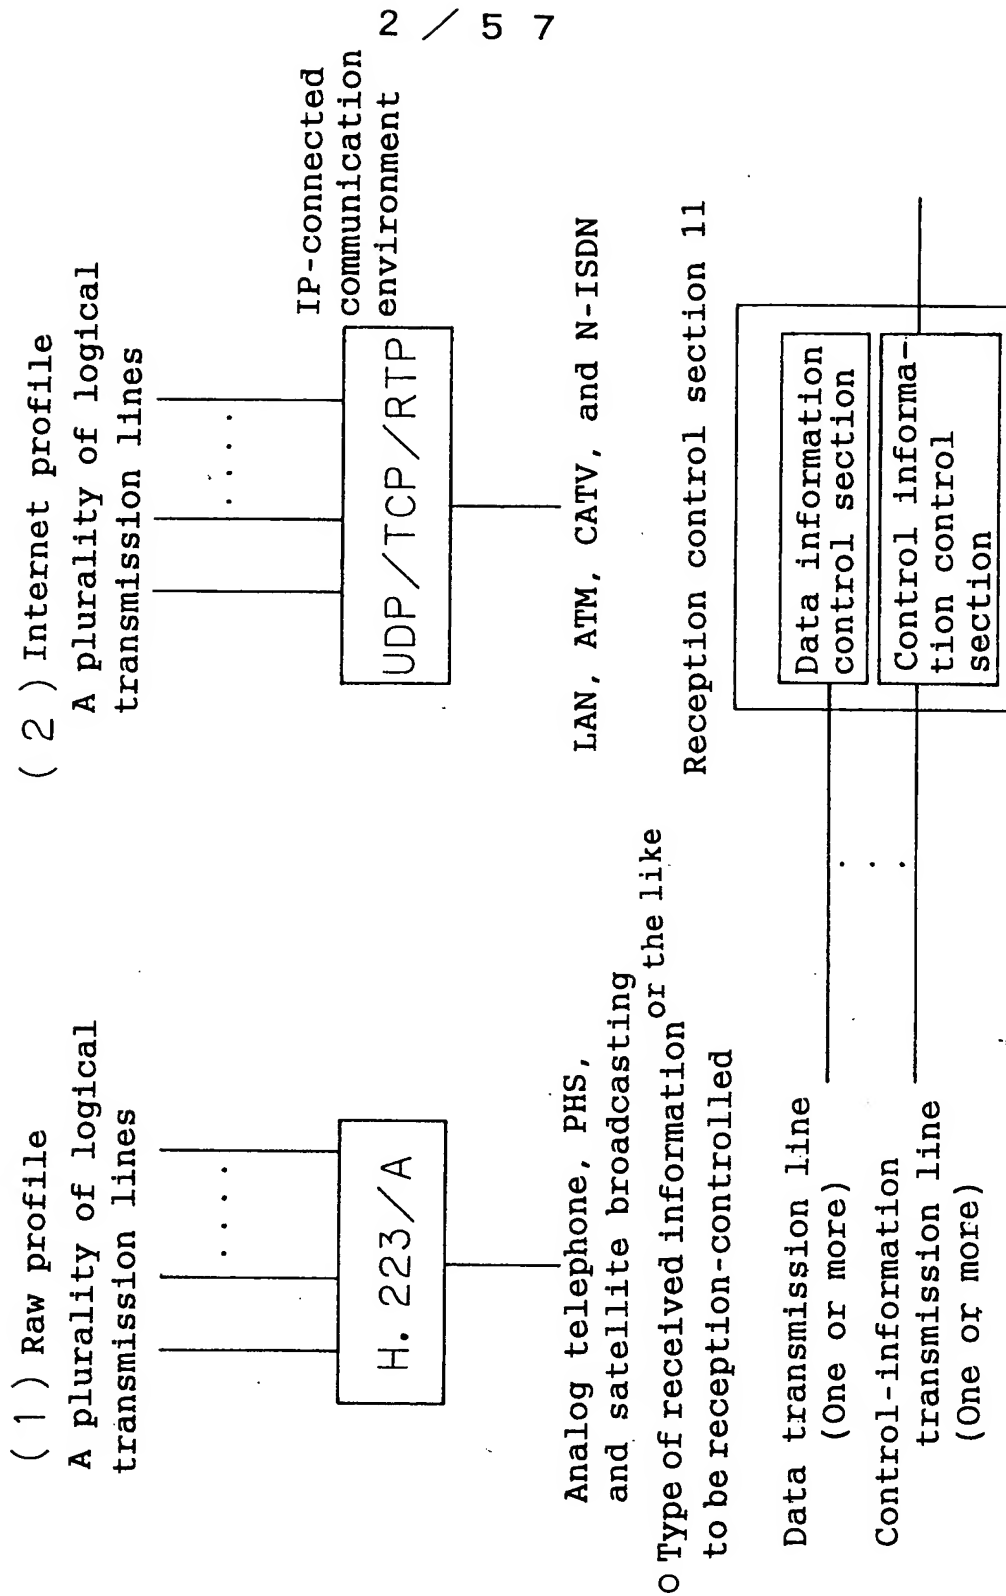 2 / 5 7
( 1 ) Raw profile
A plurality of logical
transmission lines
H. 223/A
Analog telephone, PHS,
and satellite broadcasting
or the like
( 2 ) Internet profile
A plurality of logical
transmission lines
IP-connected
communication
environment
UDP/TCP/RTP
LAN, ATM, CATV, and N-ISDN
○ Type of received information
to be reception-controlled
Reception control section 11
Data transmission line
(One or more)
Control-information
transmission line
(One or more)
Data information
control section
Control informa-
tion control
section